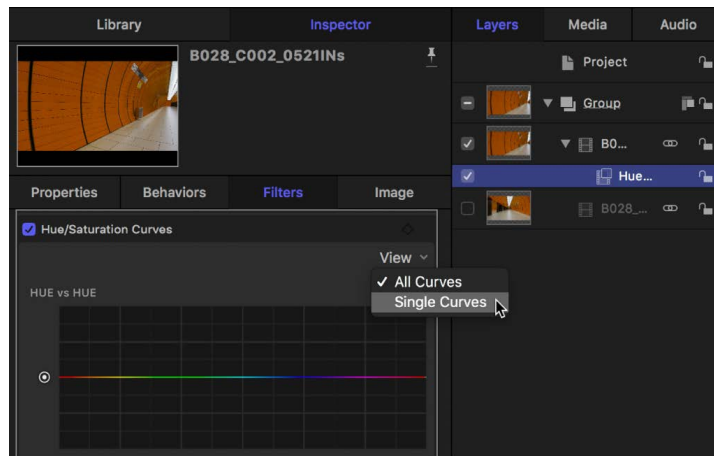 Library
Inspector
B028_C002_0521INs
Properties
Behaviors
Filters
Image
Hue/Saturation Curves
View
✓ All Curves
Single Curves
HUE vs HUE
Layers
Media
Audio
Project
Group
B0...
Hue...
B028_...